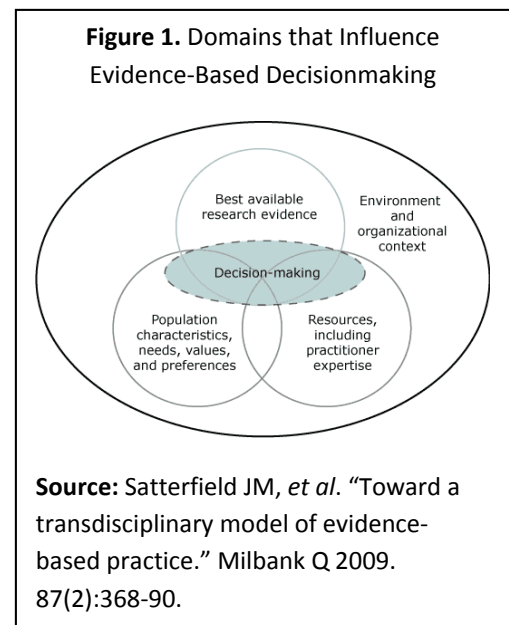 Figure 1. Domains that Influence
Evidence-Based Decisionmaking
Best available
research evidence
Environment
and
organizational
context
Decision-making
Population
characteristics,
needs, values,
and preferences
Resources,
including
practitioner
expertise
Source: Satterfield JM, et al. “Toward a
transdisciplinary model of evidence-
based practice.” Milbank Q 2009.
87(2):368-90.